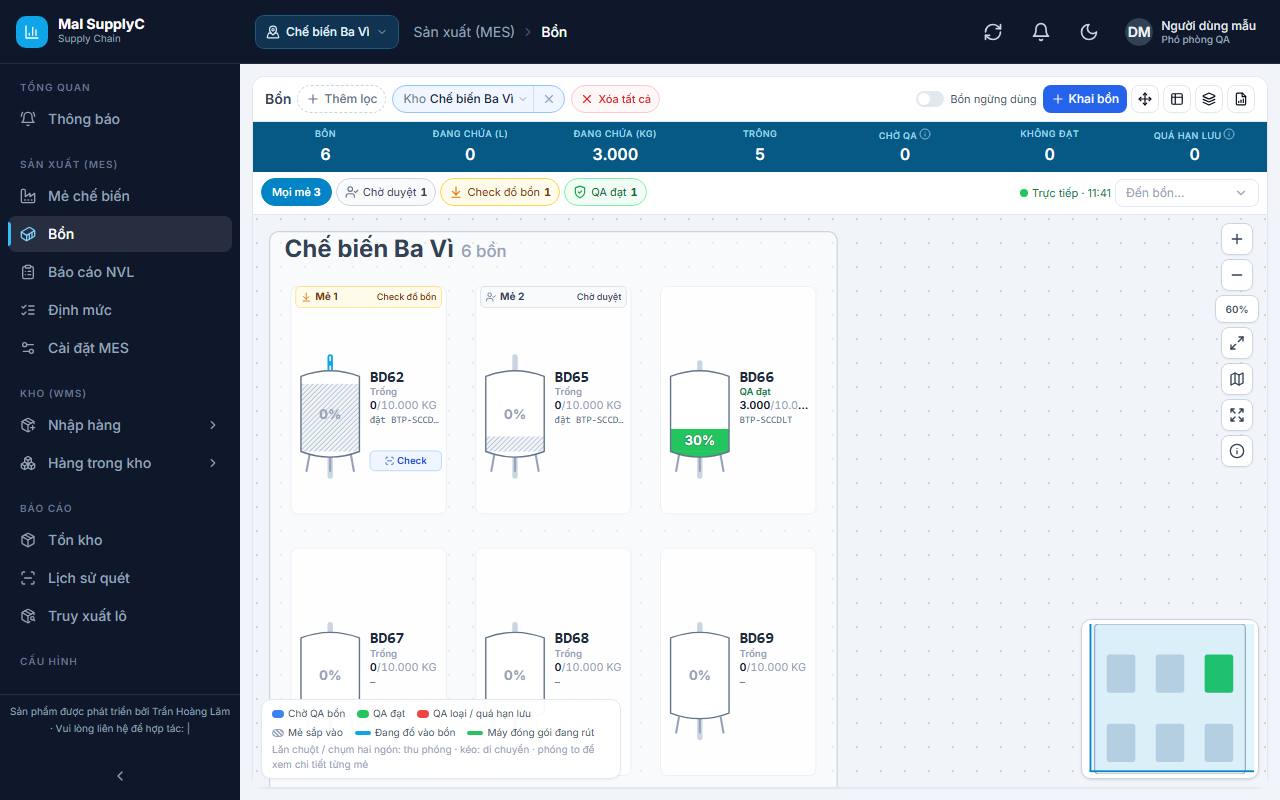 Mal SupplyC
Supply Chain
Chế biến Ba Vì
Sản xuất (MES) > Bồn
DM
Người dùng mẫu
Phó phòng QA
TỔNG QUAN
Thông báo
SẢN XUẤT (MES)
Mẻ chế biến
Bồn
Báo cáo NVL
Định mức
Cài đặt MES
KHO (WMS)
Nhập hàng
Hàng trong kho
BÁO CÁO
Tồn kho
Lịch sử quét
Truy xuất lô
CẤU HÌNH
Sản phẩm được phát triển bởi Trần Hoàng Lâm
· Vui lòng liên hệ để hợp tác: |
Bồn
Thêm lọc
Kho Chế biến Ba Vì
Xóa tất cả
Bồn ngừng dùng
+ Khai bồn
BỒN
6
ĐANG CHỨA (L)
0
ĐANG CHỨA (KG)
3.000
TRỐNG
5
CHỜ QA
0
KHÔNG ĐẠT
0
QUÁ HẠN LƯU
0
Mọi mẻ 3
Chờ duyệt 1
Check đổ bồn 1
QA đạt 1
Trực tiếp · 11:41
Đến bồn...
60%
Chế biến Ba Vì 6 bồn
Mẻ 1
Check đổ bồn
0%
BD62
Trống
0/10.000 KG
đặt BTP-SCCD…
Check
Mẻ 2
Chờ duyệt
0%
BD65
Trống
0/10.000 KG
đặt BTP-SCCD…
30%
BD66
QA đạt
3.000/10.0…
BTP-SCCDLT
0%
BD67
Trống
0/10.000 KG
–
0%
BD68
Trống
0/10.000 KG
–
0%
BD69
Trống
0/10.000 KG
–
Chờ QA bồn
QA đạt
QA loại / quá hạn lưu
Mẻ sắp vào
Đang đổ vào bồn
Máy đóng gói đang rút
Lăn chuột / chụm hai ngón: thu phóng · kéo: di chuyển · phóng to để
xem chi tiết từng mẻ